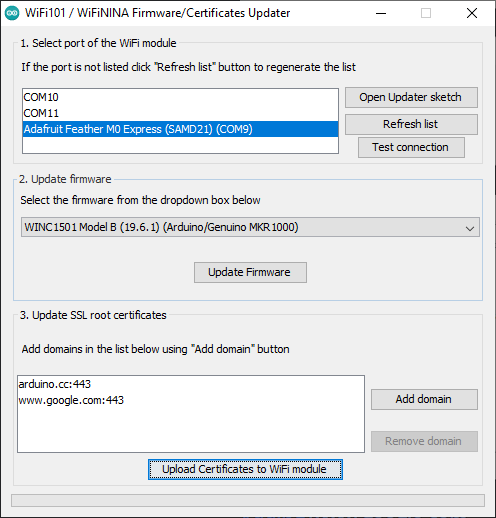 WiFi101 / WiFiNINA Firmware/Certificates Updater
1. Select port of the WiFi module
If the port is not listed click "Refresh list" button to regenerate the list
COM10
COM11
Adafruit Feather M0 Express (SAMD21) (COM9)
Open Updater sketch
Refresh list
Test connection
2. Update firmware
Select the firmware from the dropdown box below
WINC1501 Model B (19.6.1) (Arduino/Genuino MKR1000)
Update Firmware
3. Update SSL root certificates
Add domains in the list below using "Add domain" button
arduino.cc:443
www.google.com:443
Add domain
Remove domain
Upload Certificates to WiFi module